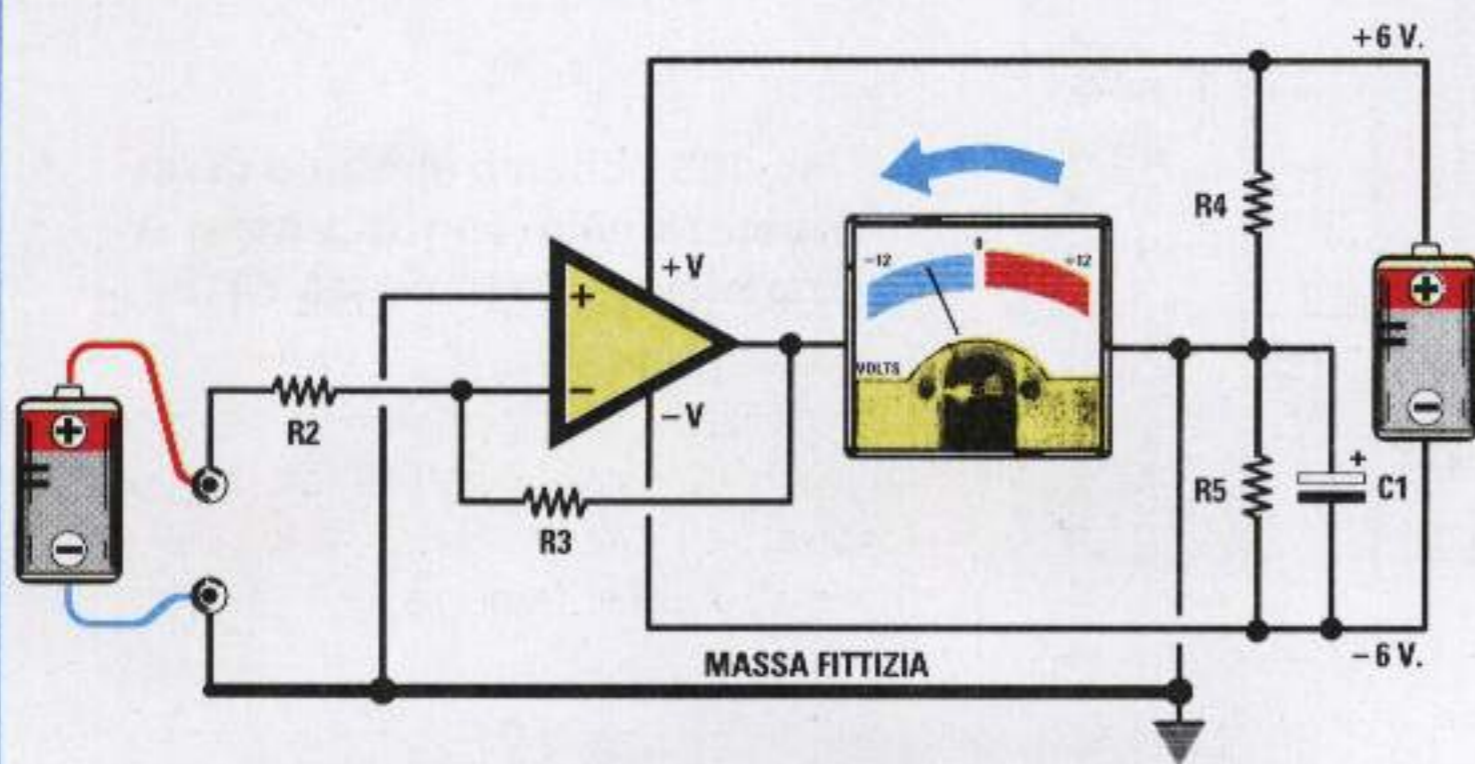 +6 V.
R4
+V
-12
0
+12
+
+
+
VOLTS
R2
−
−V
−
−
R3
R5
+
C1
MASSA FITTIZIA
−6 V.